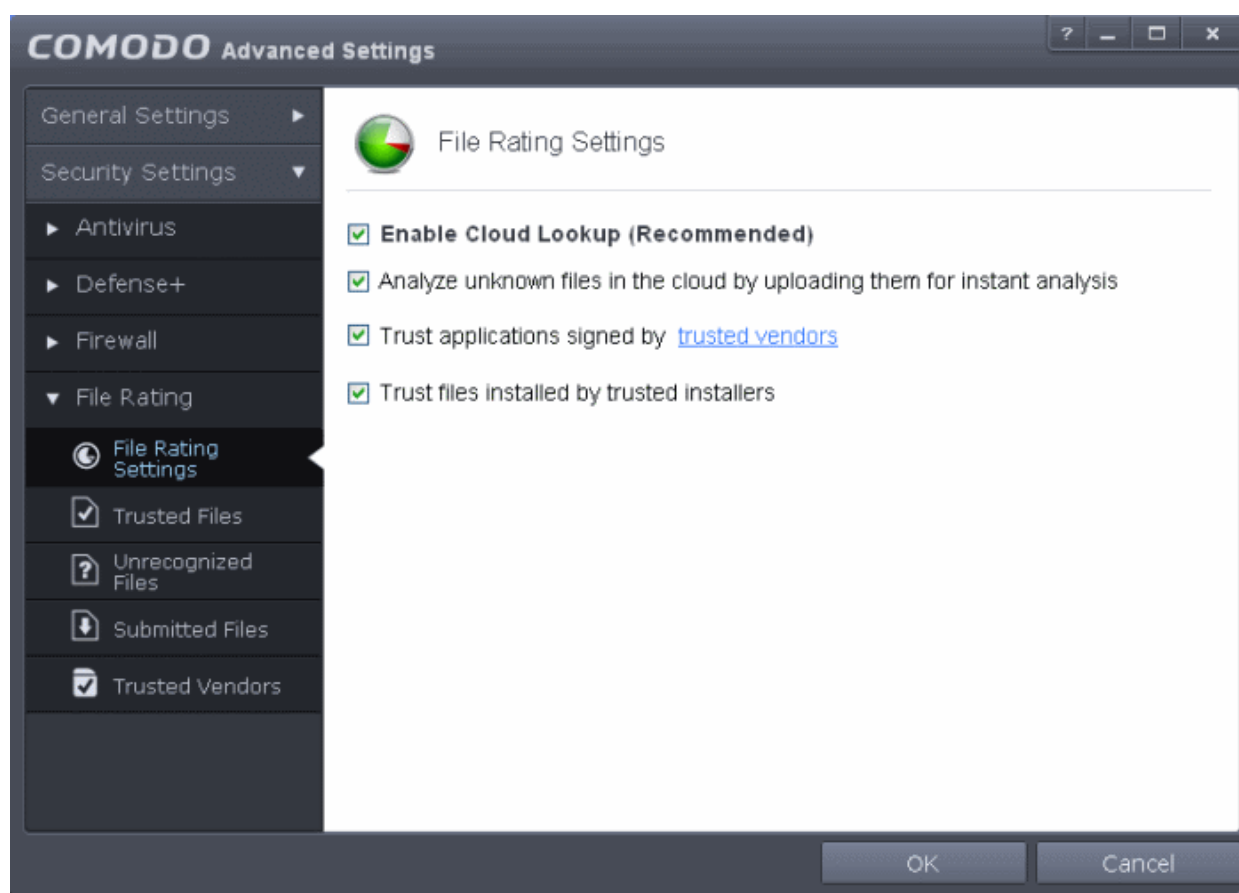 COMODO Advanced Settings
?
General Settings
Security Settings
Antivirus
Defense+
Firewall
File Rating
File Rating
Settings
Trusted Files
Unrecognized
Files
Submitted Files
Trusted Vendors
File Rating Settings
Enable Cloud Lookup (Recommended)
Analyze unknown files in the cloud by uploading them for instant analysis
Trust applications signed by trusted vendors
Trust files installed by trusted installers
OK
Cancel